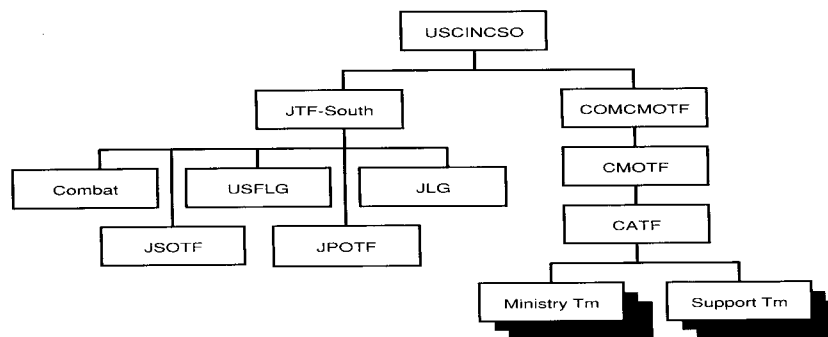 USCINCSO
JTF-South
COMCMOTF
Combat
USFLG
JLG
CMOTF
JSOTF
JPOTF
CATF
Ministry Tm
Support Tm